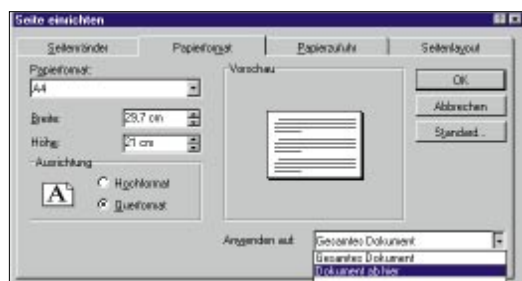 Seite einrichten
Seitenränder Papierformat Papierzufuhr Seitenlayout
Papierformat:
A4
Breite: 29,7 cm
Höhe: 21 cm
Ausrichtung
A
Hochformat
Querformat
Vorschau
OK
Abbrechen
Standard...
Anwenden auf: Gesamtes Dokument
Gesamtes Dokument
Dokument ab hier